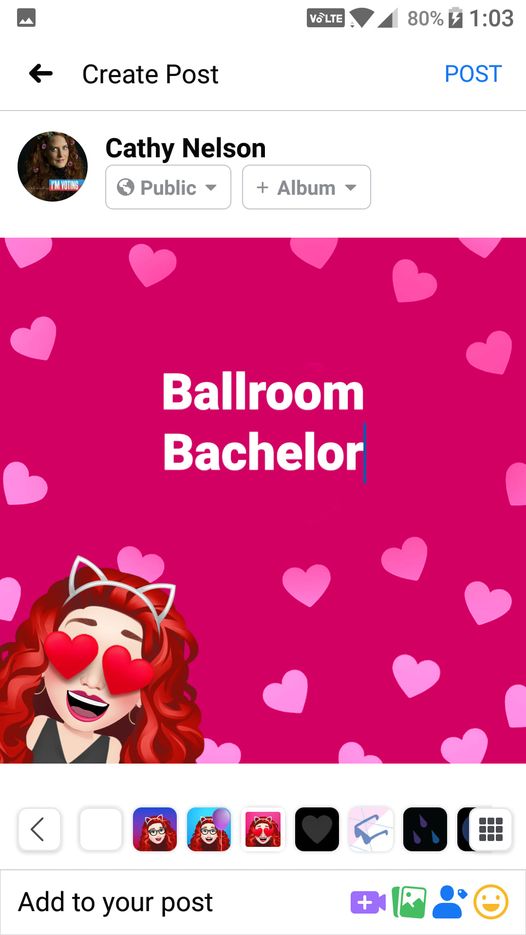 VoLTE 80% 1:03
Create Post POST
Cathy Nelson
I'M VOTING
Public + Album
Ballroom
Bachelor
Add to your post